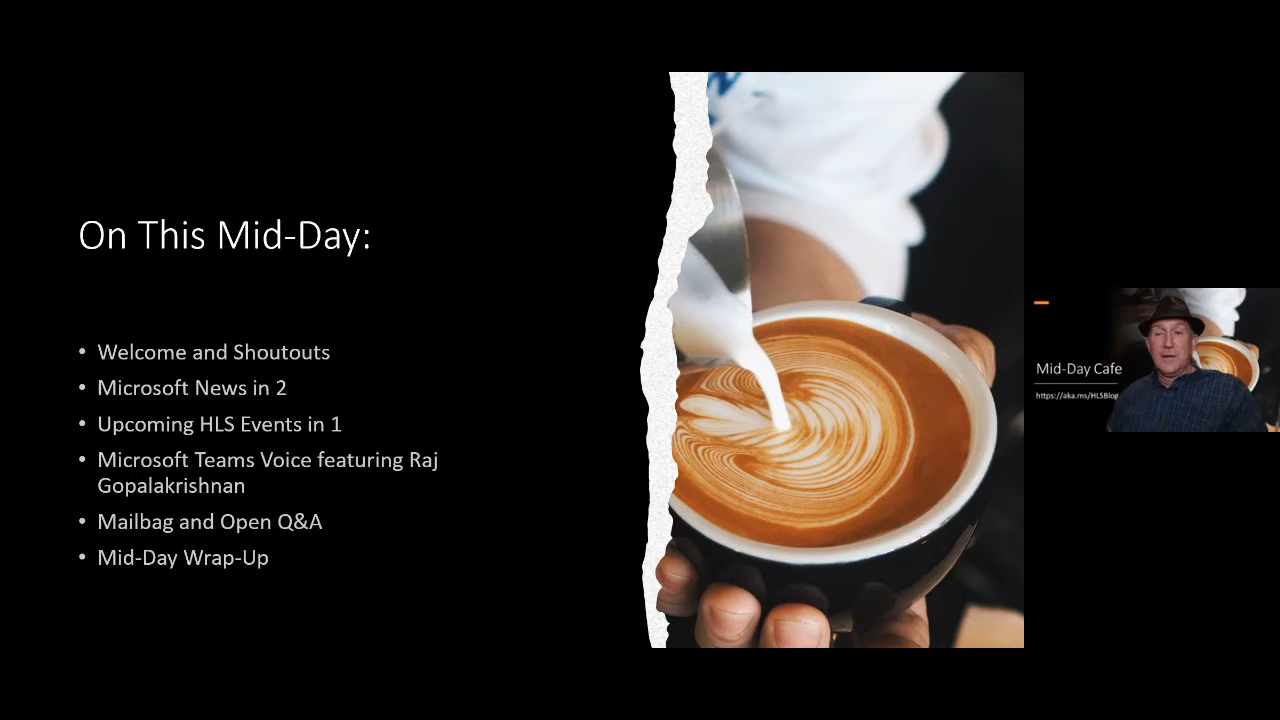 On This Mid-Day:
• Welcome and Shoutouts
• Microsoft News in 2
• Upcoming HLS Events in 1
• Microsoft Teams Voice featuring Raj
Gopalakrishnan
• Mailbag and Open Q&A
• Mid-Day Wrap-Up
Mid-Day Cafe
https://aka.ms/HLSBlog